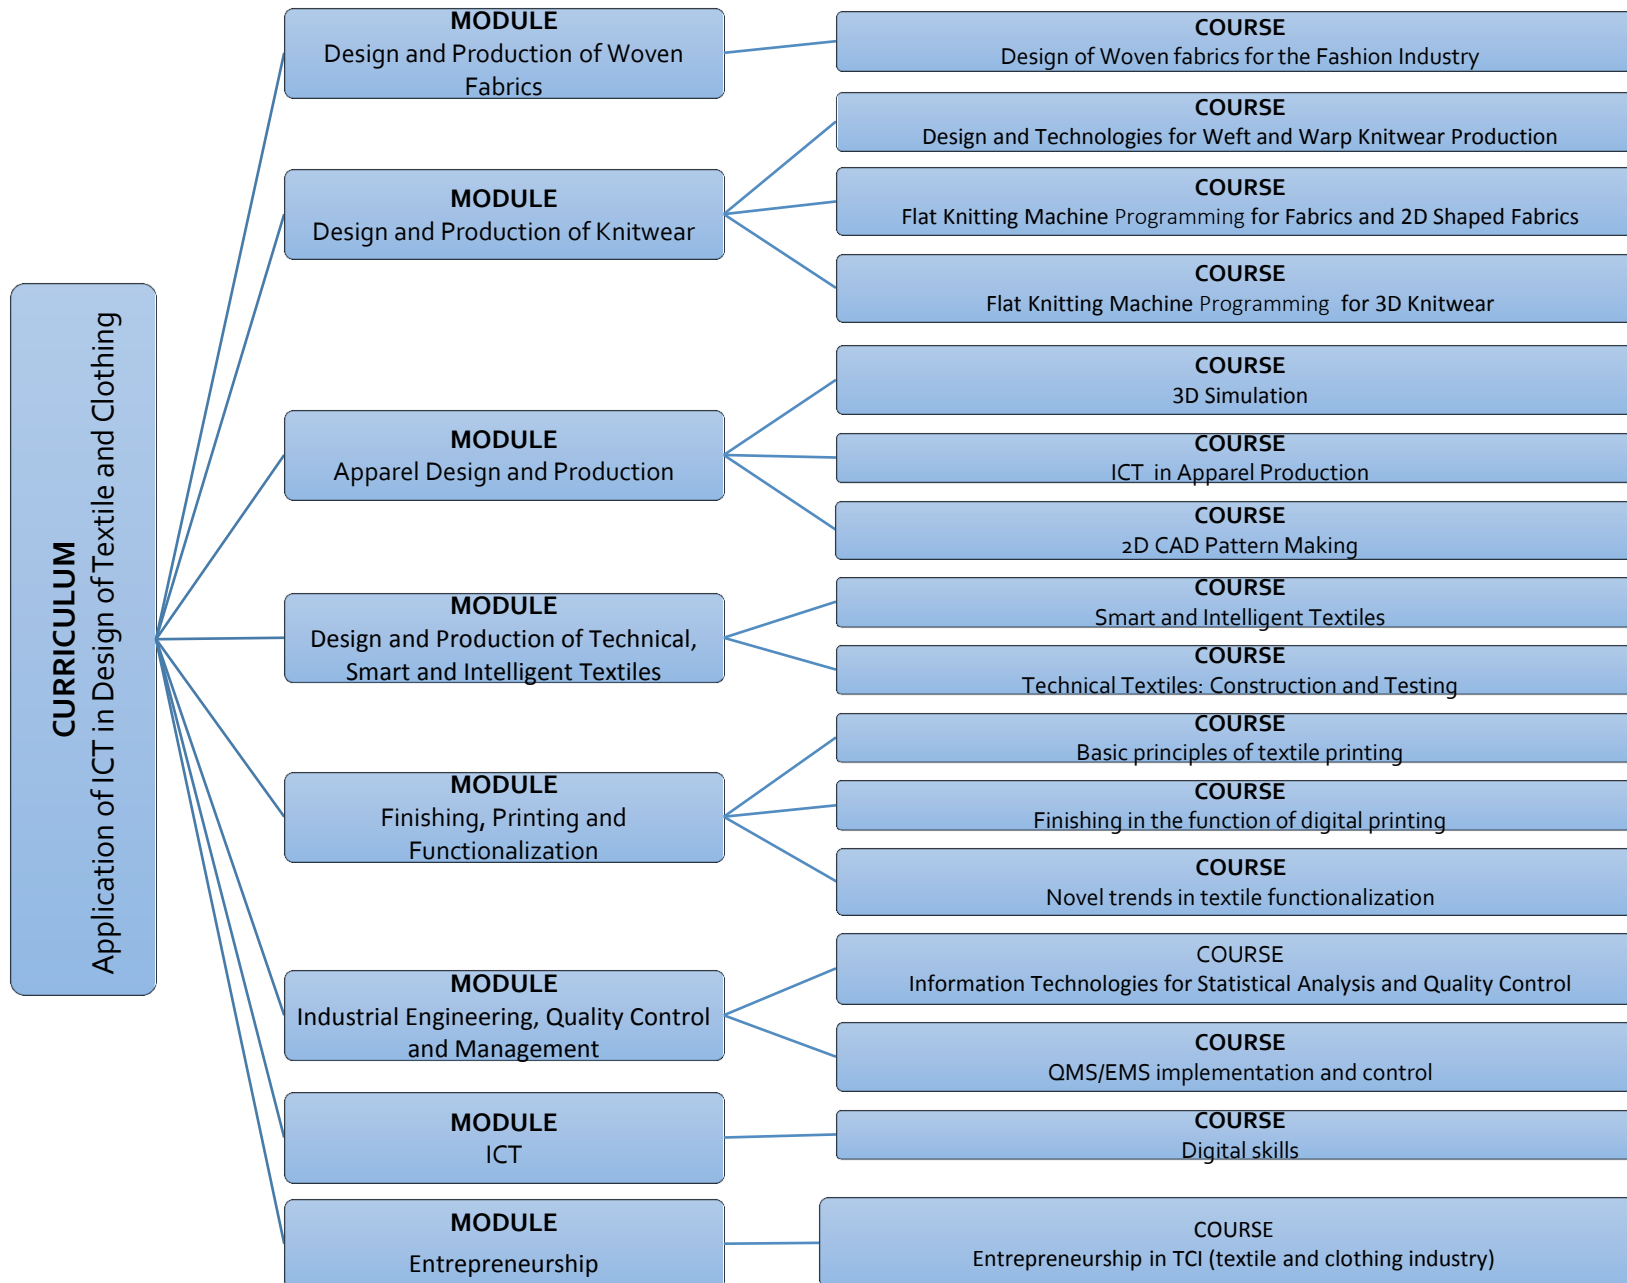 CURRICULUM
Application of ICT in Design of Textile and Clothing
MODULE
Design and Production of Woven
Fabrics
COURSE
Design of Woven fabrics for the Fashion Industry
MODULE
Design and Production of Knitwear
COURSE
Design and Technologies for Weft and Warp Knitwear Production
COURSE
Flat Knitting Machine Programming for Fabrics and 2D Shaped Fabrics
COURSE
Flat Knitting Machine Programming for 3D Knitwear
MODULE
Apparel Design and Production
COURSE
3D Simulation
COURSE
ICT in Apparel Production
COURSE
2D CAD Pattern Making
MODULE
Design and Production of Technical,
Smart and Intelligent Textiles
COURSE
Smart and Intelligent Textiles
COURSE
Technical Textiles: Construction and Testing
MODULE
Finishing, Printing and
Functionalization
COURSE
Basic principles of textile printing
COURSE
Finishing in the function of digital printing
COURSE
Novel trends in textile functionalization
MODULE
Industrial Engineering, Quality Control
and Management
COURSE
Information Technologies for Statistical Analysis and Quality Control
COURSE
QMS/EMS implementation and control
MODULE
ICT
COURSE
Digital skills
MODULE
Entrepreneurship
COURSE
Entrepreneurship in TCI (textile and clothing industry)